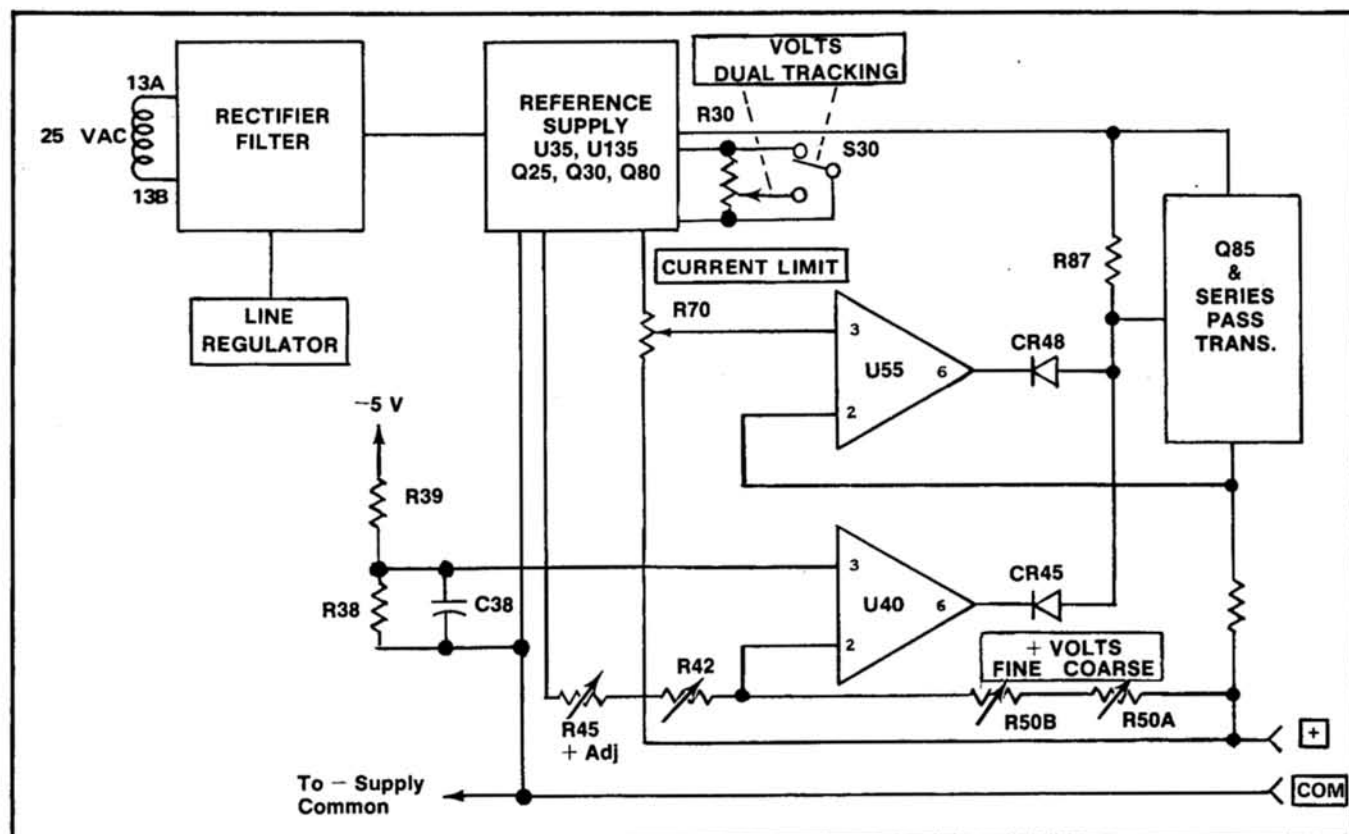 VOLTS
DUAL TRACKING
13A
25 VAC
13B
RECTIFIER
FILTER
REFERENCE
SUPPLY
U35, U135
Q25, Q30, Q80
R30
S30
LINE
REGULATOR
CURRENT LIMIT
R70
3
U55
6
2
CR48
R87
Q85
&
SERIES
PASS
TRANS.
−5 V
R39
R38
C38
3
U40
6
2
CR45
+ VOLTS
FINE COARSE
R42
R45
+ Adj
R50B
R50A
+
To − Supply
Common
COM